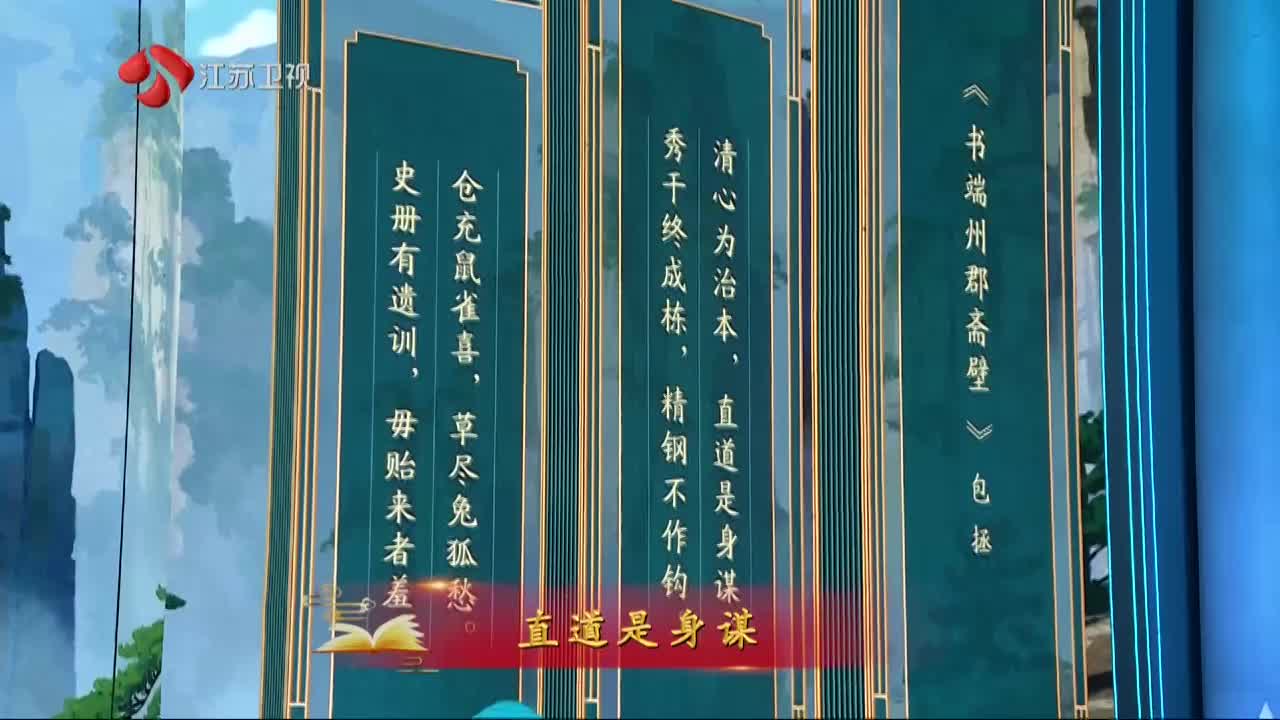 江苏卫视
《书端州郡斋壁》包拯
清心为治本，直道是身谋
秀干终成栋，精钢不作钩
仓充鼠雀喜，草尽兔狐愁。
史册有遗训，毋贻来者羞
直道是身谋